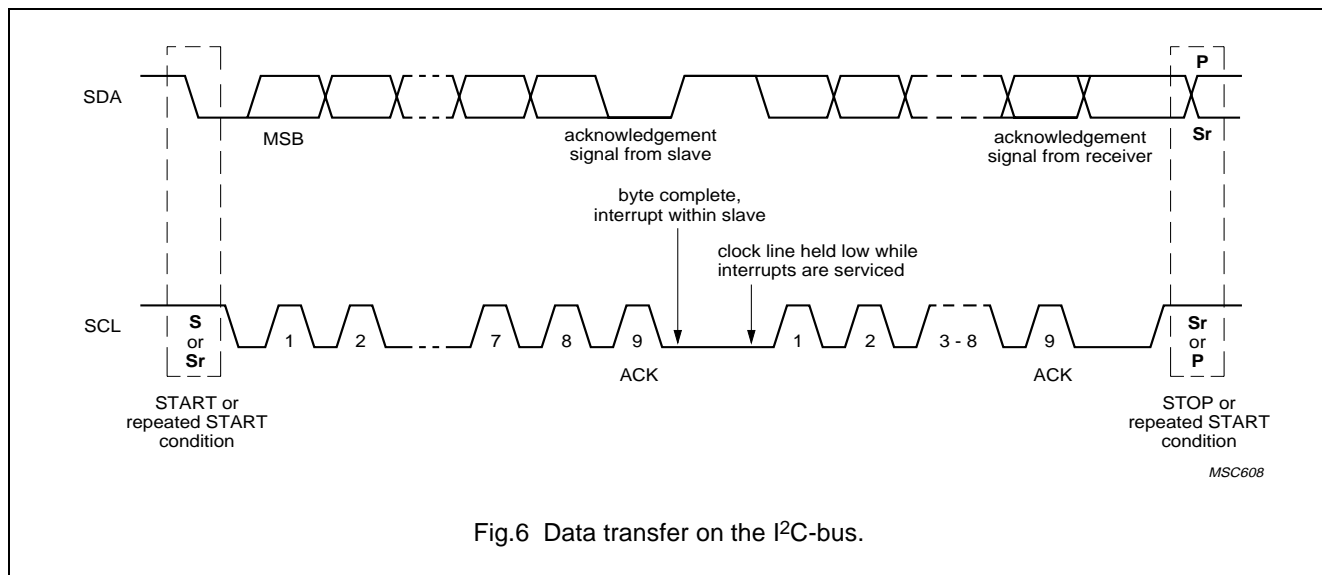 P
SDA
MSB
acknowledgement
signal from slave
acknowledgement
signal from receiver
Sr
byte complete,
interrupt within slave
clock line held low while
interrupts are serviced
SCL
S
or
Sr
1
2
7
8
9
1
2
3 - 8
9
Sr
or
P
ACK
ACK
START or
repeated START
condition
STOP or
repeated START
condition
MSC608
Fig.6 Data transfer on the I²C-bus.